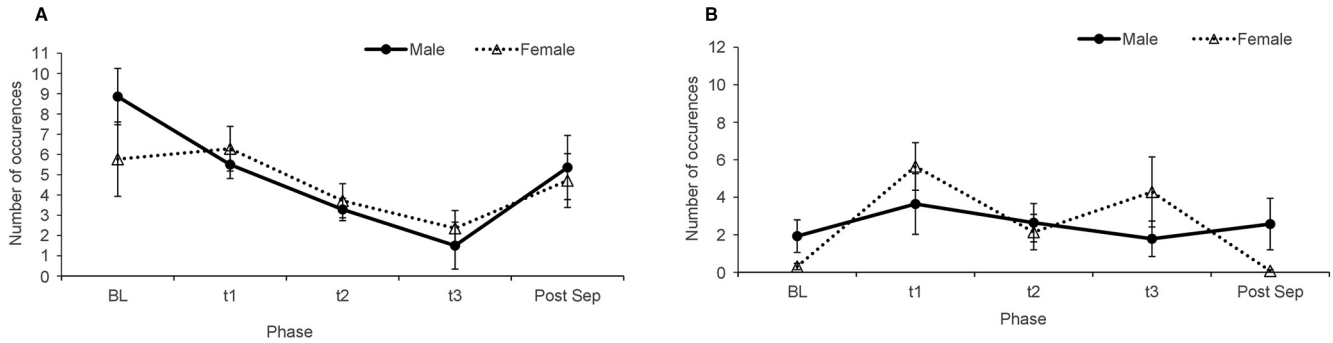 A
Male Female
Number of occurences
11
10
9
8
7
6
5
4
3
2
1
0
BL t1 t2 t3 Post Sep
Phase
B
Male Female
Number of occurences
12
10
8
6
4
2
0
BL t1 t2 t3 Post Sep
Phase